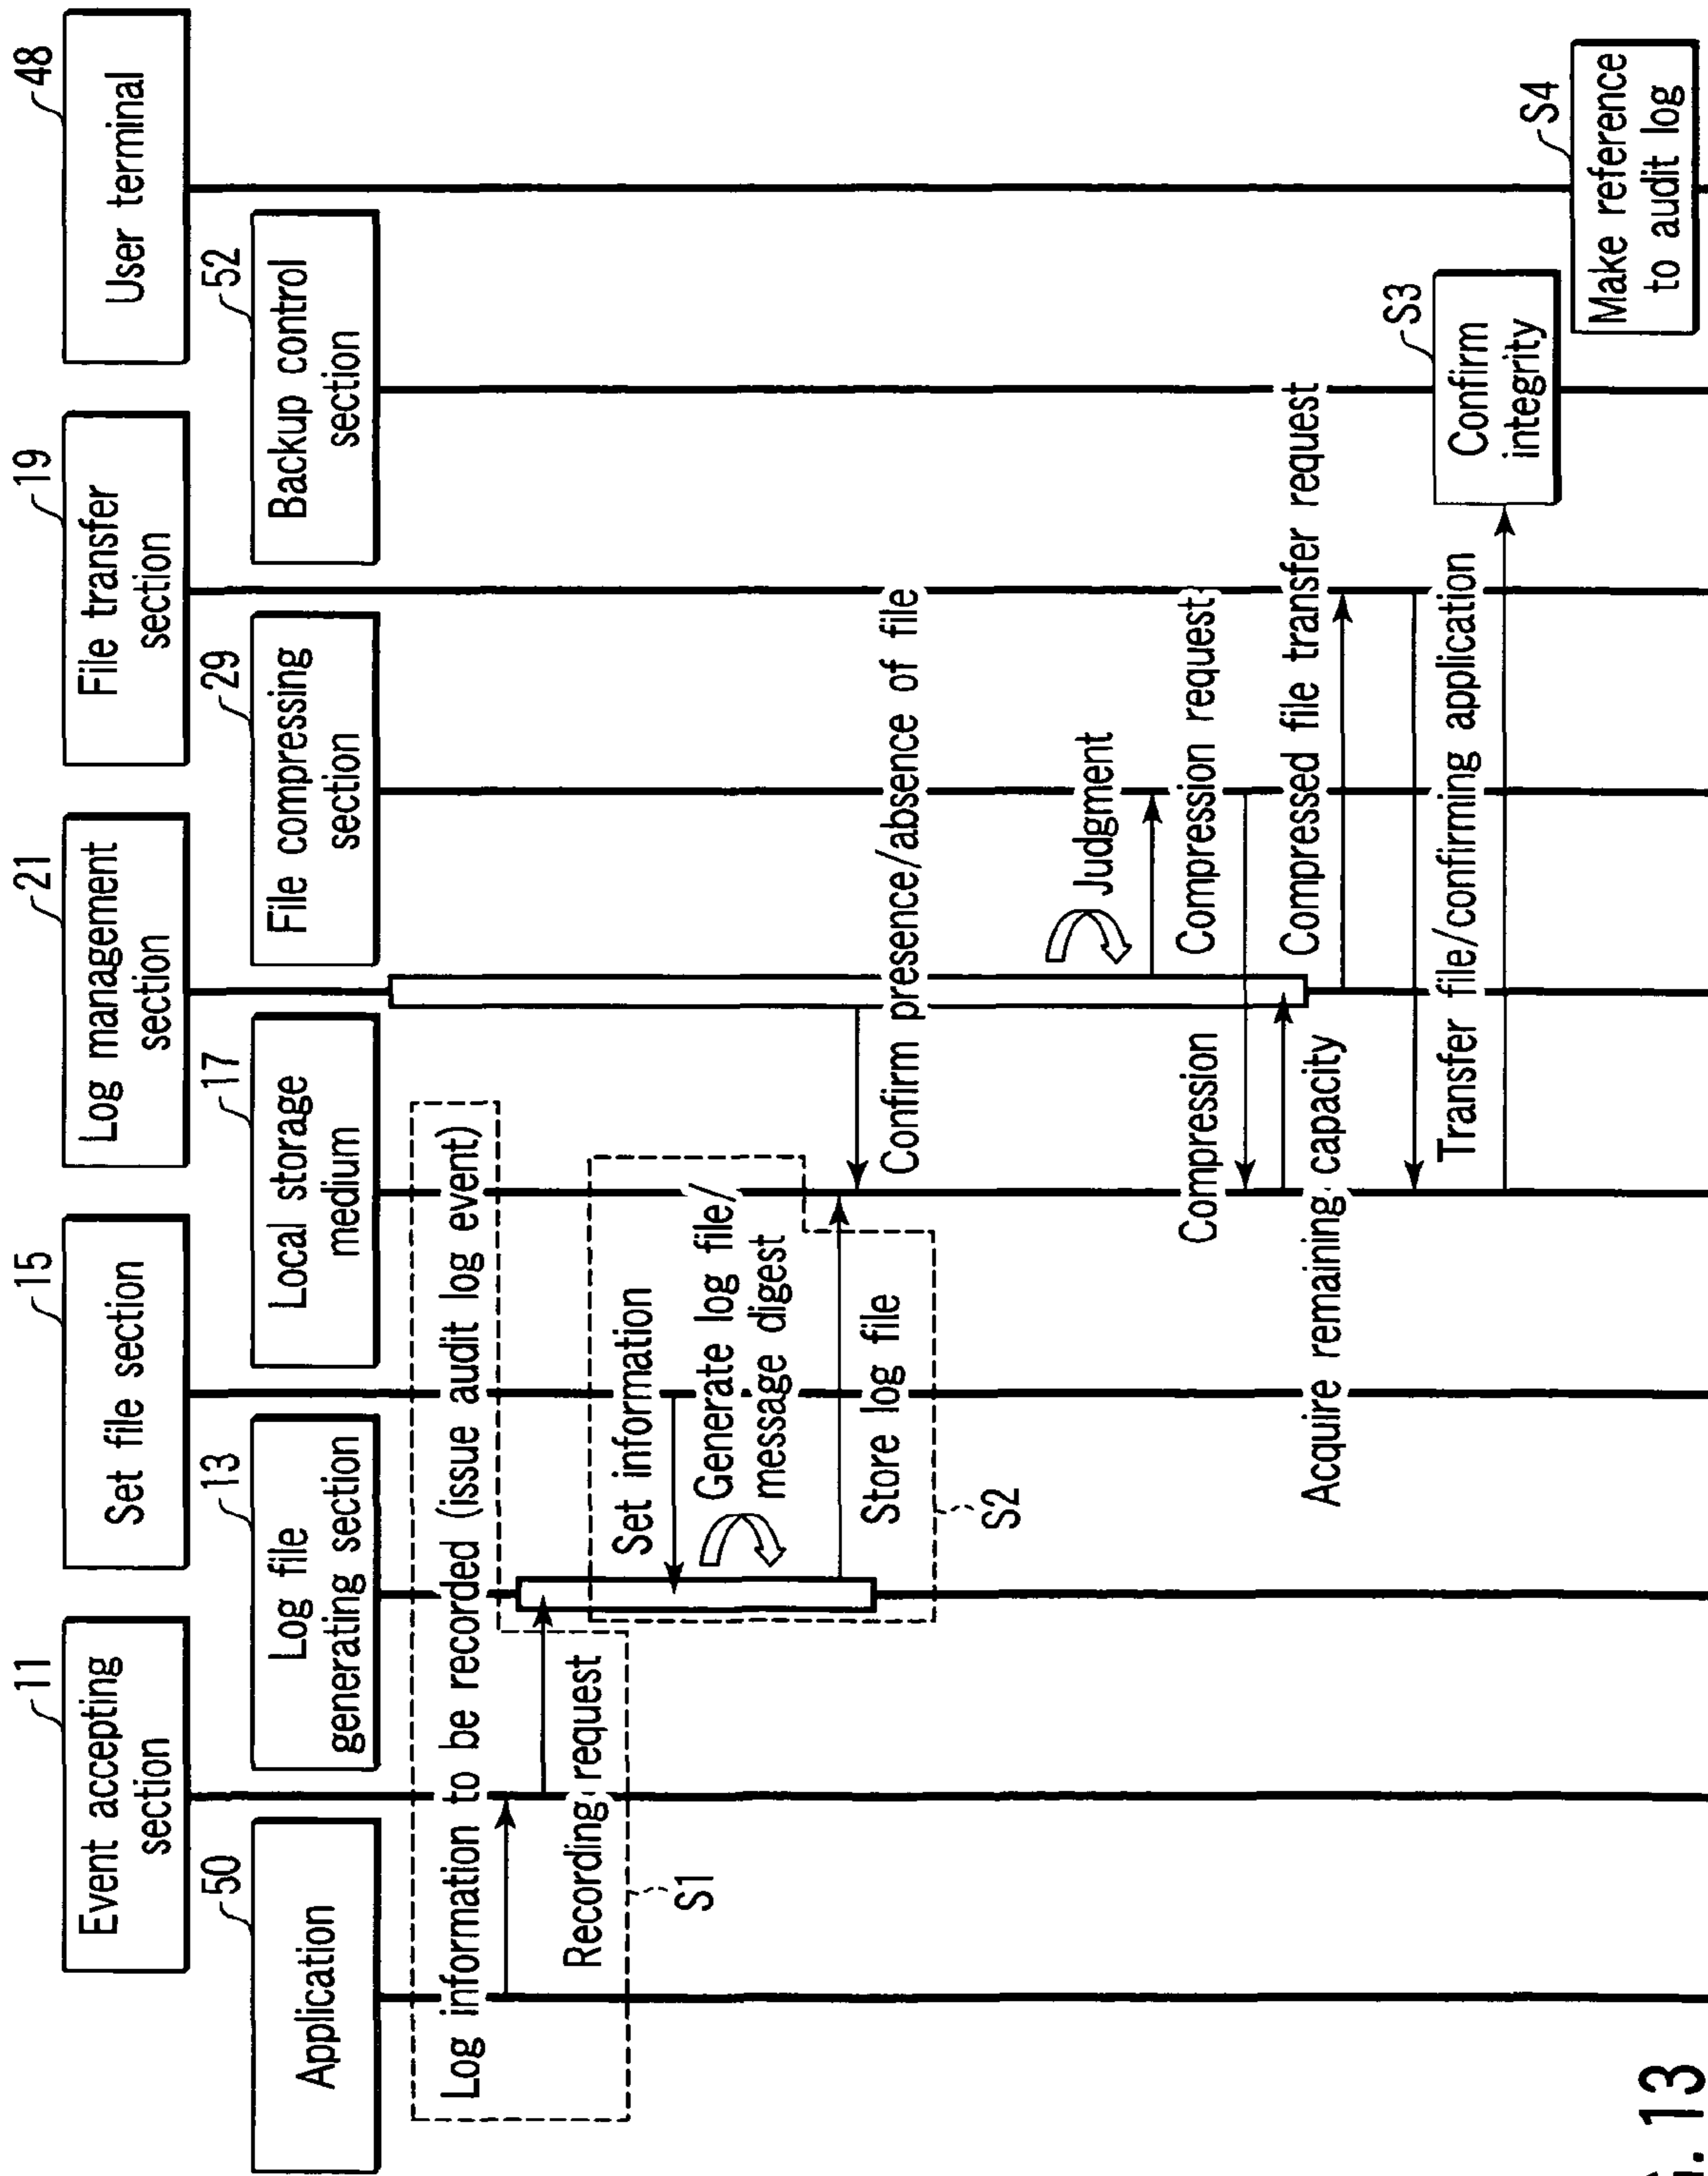 11
Event accepting
section
15
Set file section
21
Log management
section
19
File transfer
section
48
User terminal
50
Application
13
Log file
generating section
17
Local storage
medium
29
File compressing
section
52
Backup control
section
Log information to be recorded (issue audit log event)
Recording request
S1
Set information
Generate log file/
message digest
Store log file
S2
Confirm presence/absence of file
Judgment
Compression request
Compression
Compressed file transfer request
Acquire remaining capacity
Transfer file/confirming application
S3
Confirm
integrity
S4
Make reference
to audit log
. 13